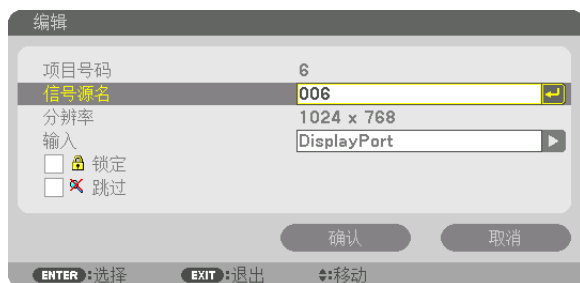 编辑
项目号码 6
信号源名 006
分辨率 1024 x 768
输入 DisplayPort
锁定
跳过
确认 取消
ENTER:选择 EXIT:退出 :移动